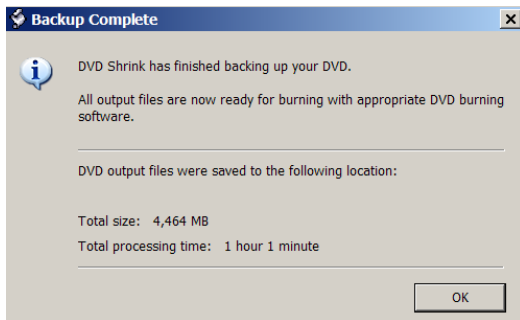 Backup Complete
DVD Shrink has finished backing up your DVD.
All output files are now ready for burning with appropriate DVD burning
software.
DVD output files were saved to the following location:
Total size: 4,464 MB
Total processing time: 1 hour 1 minute
OK